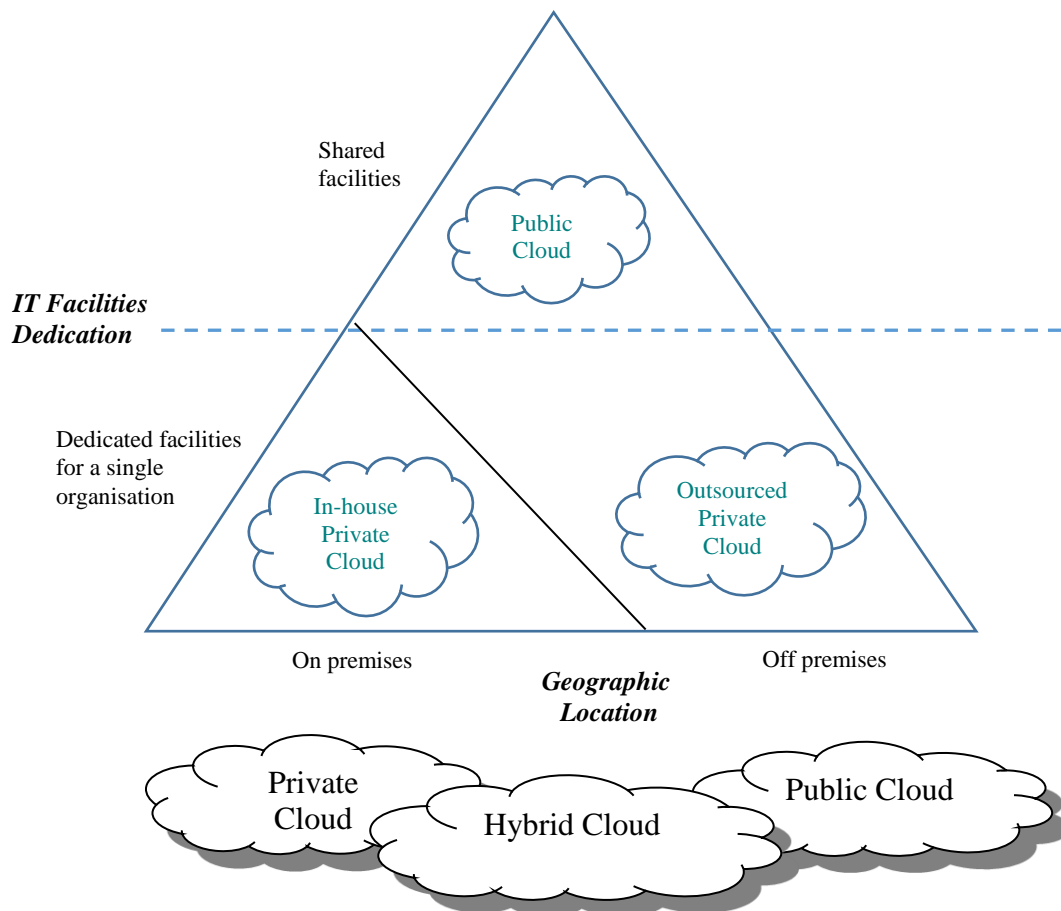 Shared
facilities
Public
Cloud
IT Facilities
Dedication
Dedicated facilities
for a single
organisation
In-house
Private
Cloud
Outsourced
Private
Cloud
On premises
Off premises
Geographic
Location
Private
Cloud
Hybrid Cloud
Public Cloud